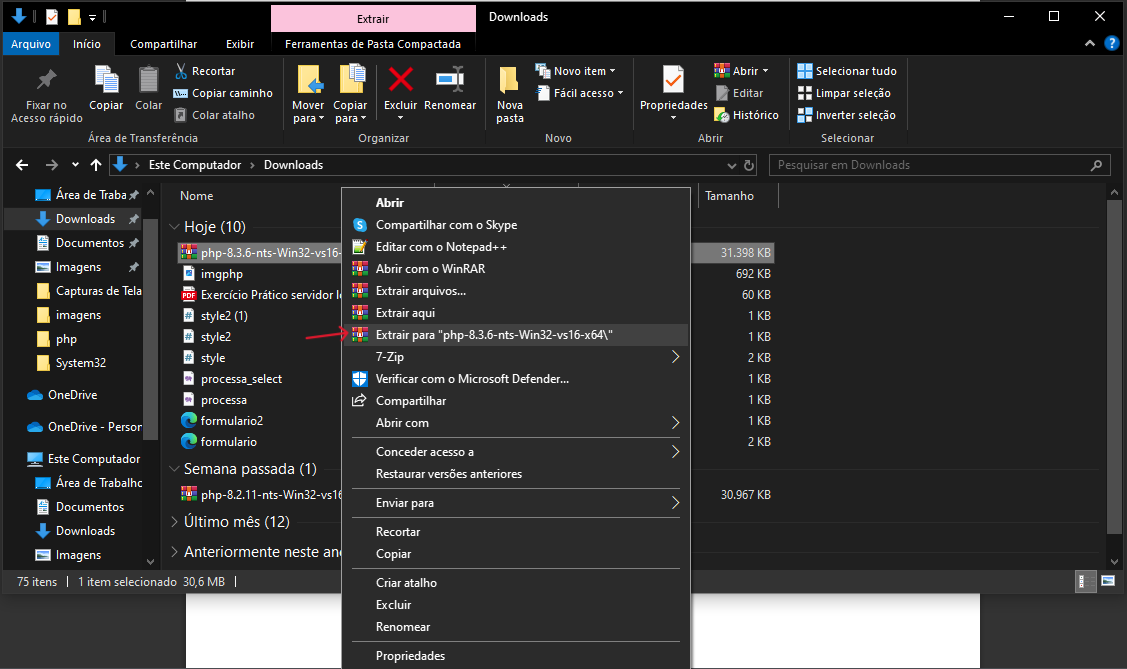 Extrair
Downloads
Arquivo
Início
Compartilhar
Exibir
Ferramentas de Pasta Compactada
Fixar no
Acesso rápido
Copiar
Colar
Recortar
Copiar caminho
Colar atalho
Área de Transferência
Mover
para
Copiar
para
Excluir
Renomear
Organizar
Nova
pasta
Novo item
Fácil acesso
Novo
Propriedades
Abrir
Editar
Histórico
Abrir
Selecionar tudo
Limpar seleção
Inverter seleção
Selecionar
Este Computador > Downloads
Pesquisar em Downloads
Área de Traba
Downloads
Documentos
Imagens
Capturas de Tela
imagens
php
System32
OneDrive
OneDrive - Person
Este Computador
Área de Trabalho
Documentos
Downloads
Imagens
Nome
Tamanho
Hoje (10)
php-8.3.6-nts-Win32-vs16- 31.398 KB
imgphp 692 KB
Exercício Prático servidor 60 KB
style2 (1) 1 KB
style2 1 KB
style 2 KB
processa_select 1 KB
processa 1 KB
formulario2 1 KB
formulario 2 KB
Semana passada (1)
php-8.2.11-nts-Win32-vs16 30.967 KB
Último mês (12)
Anteriormente neste an
Abrir
Compartilhar com o Skype
Editar com o Notepad++
Abrir com o WinRAR
Extrair arquivos...
Extrair aqui
Extrair para "php-8.3.6-nts-Win32-vs16-x64\"
7-Zip
Verificar com o Microsoft Defender...
Compartilhar
Abrir com
Conceder acesso a
Restaurar versões anteriores
Enviar para
Recortar
Copiar
Criar atalho
Excluir
Renomear
Propriedades
75 itens
1 item selecionado 30,6 MB